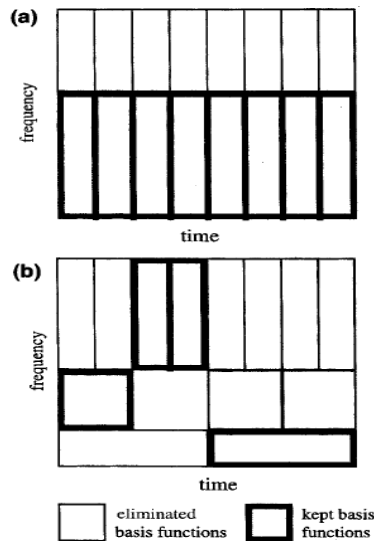 (a)
frequency
time
(b)
frequency
time
eliminated
basis functions
kept basis
functions